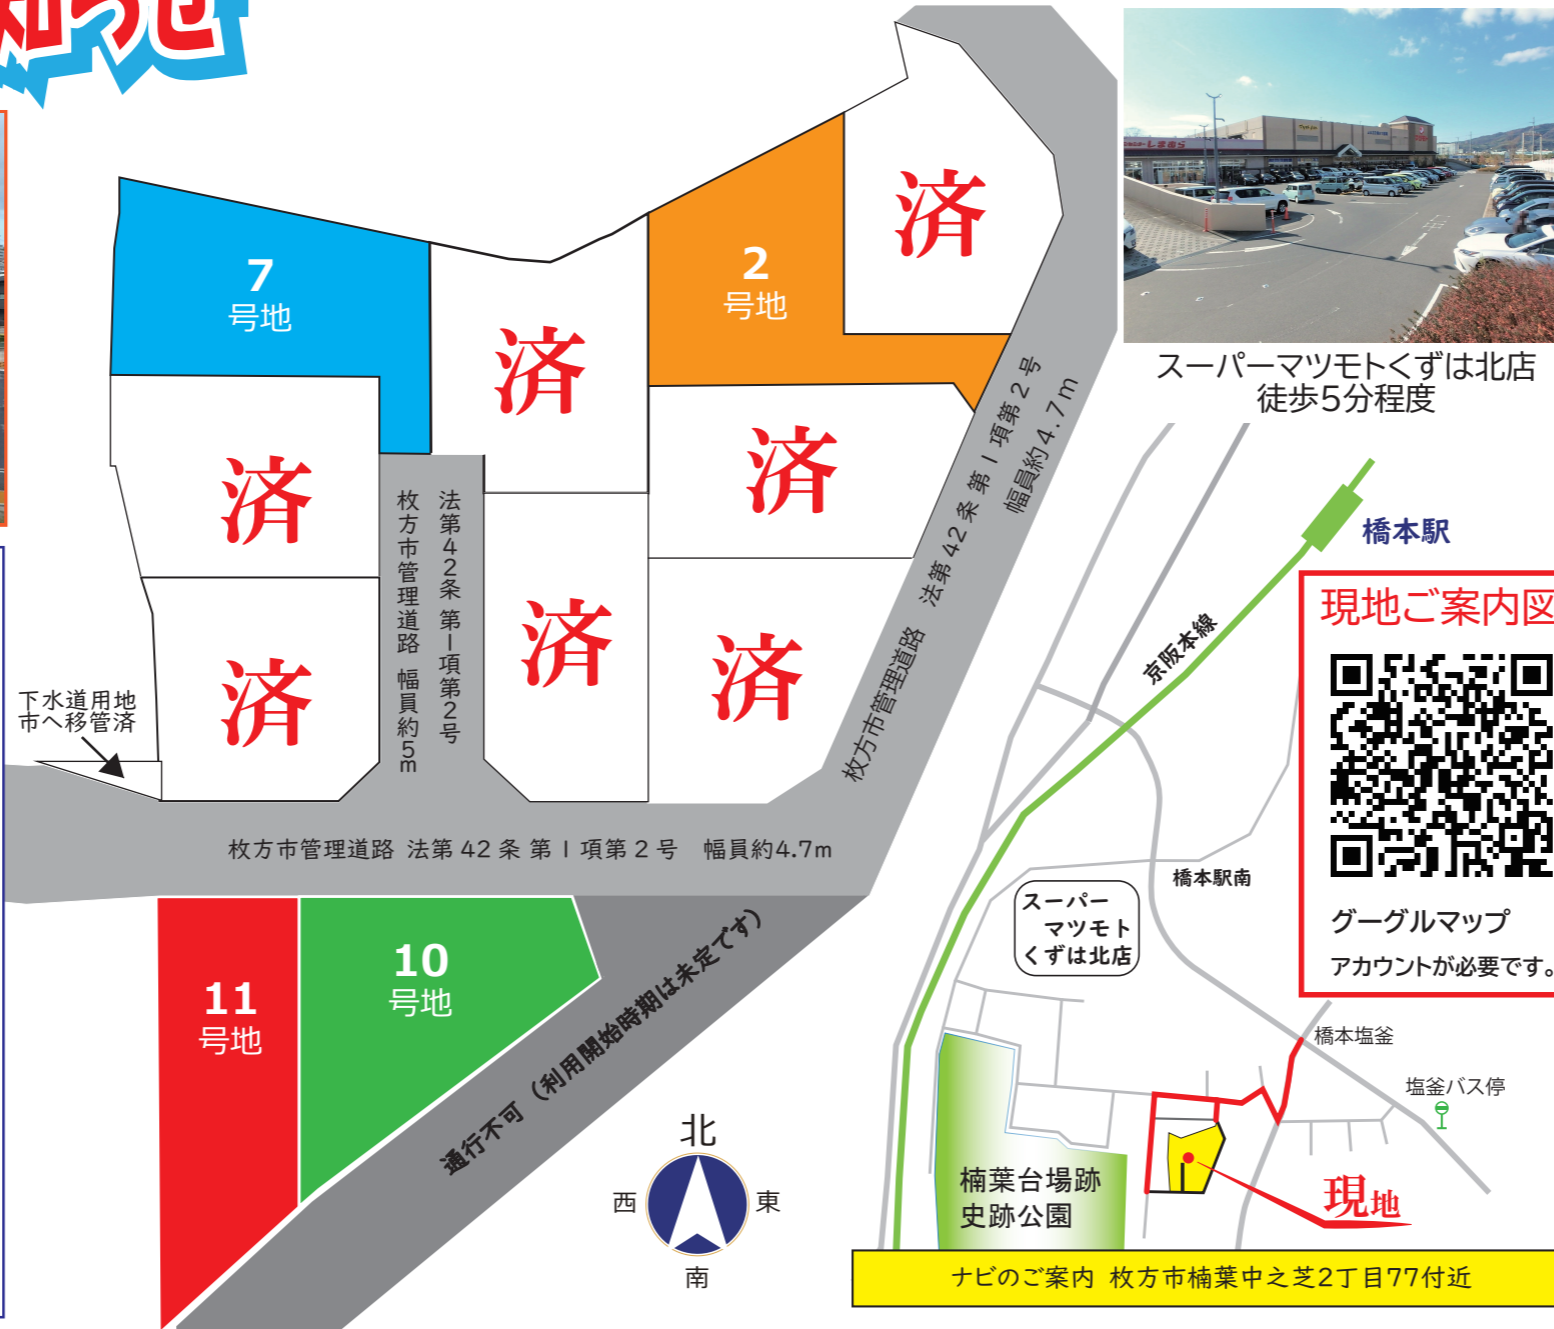 知らせ
済
7
号地
2
号地
済
済
済
済
済
済
枚方市管理道路 幅員約5m
法第42条 第1項第2号
下水道用地
市へ移管済
枚方市管理道路 法第42条 第1項第2号 幅員約4.7m
枚方市管理道路 法第42条 第1項第2号
幅員約4.7m
11
号地
10
号地
通行不可(利用開始時期は未定です)
北
西
東
南
しまむら
スーパーマツモトくずは北店
徒歩5分程度
橋本駅
京阪本線
現地ご案内図
グーグルマップ
アカウントが必要です。
橋本駅南
スーパー
マツモト
くずは北店
橋本塩釜
塩釜バス停
楠葉台場跡
史跡公園
現地
ナビのご案内 枚方市楠葉中之芝2丁目77付近